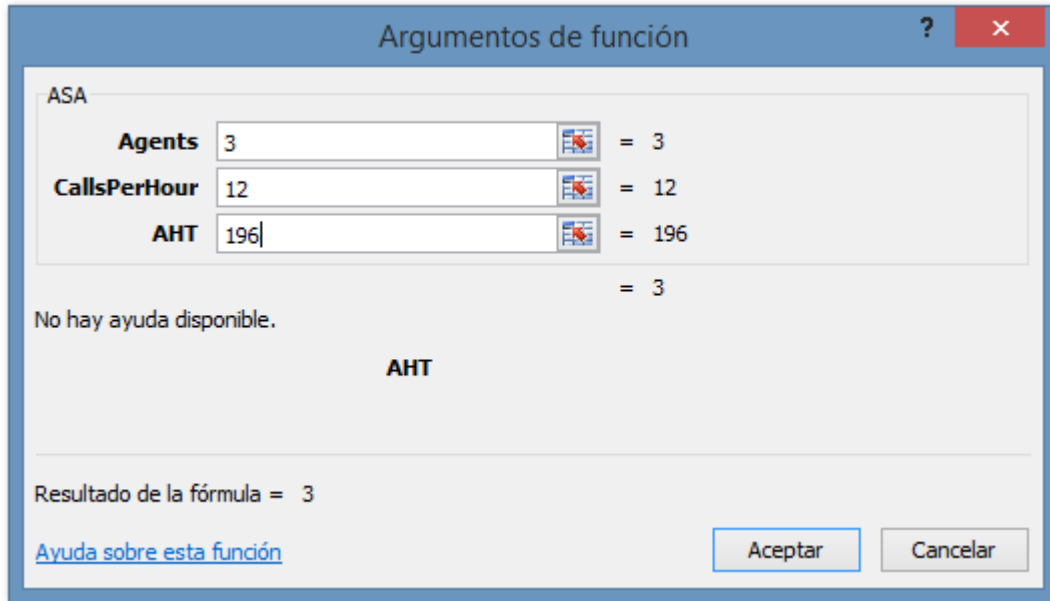 Argumentos de función ? ×
ASA
Agents 3 = 3
CallsPerHour 12 = 12
AHT 196 = 196
= 3
No hay ayuda disponible.
AHT
Resultado de la fórmula = 3
Ayuda sobre esta función Aceptar Cancelar